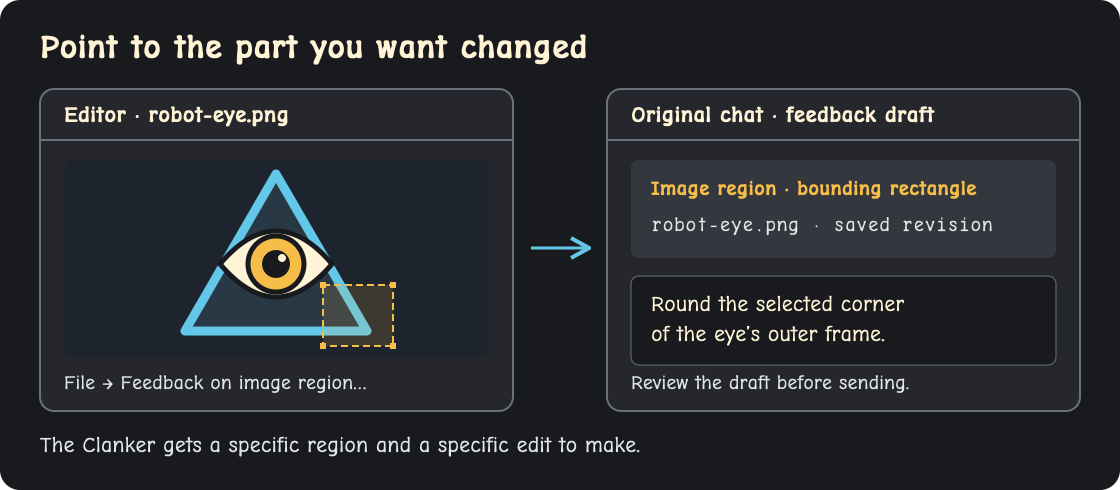 Point to the part you want changed
Editor · robot-eye.png
File → Feedback on image region...
Original chat · feedback draft
Image region · bounding rectangle
robot-eye.png · saved revision
Round the selected corner
of the eye's outer frame.
Review the draft before sending.
The Clanker gets a specific region and a specific edit to make.